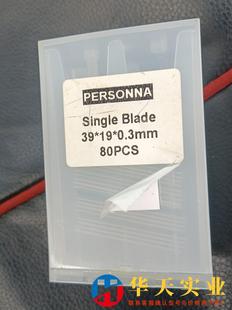 PERSONNA
Single Blade
39*19*0.3mm
80PCS
华天实业